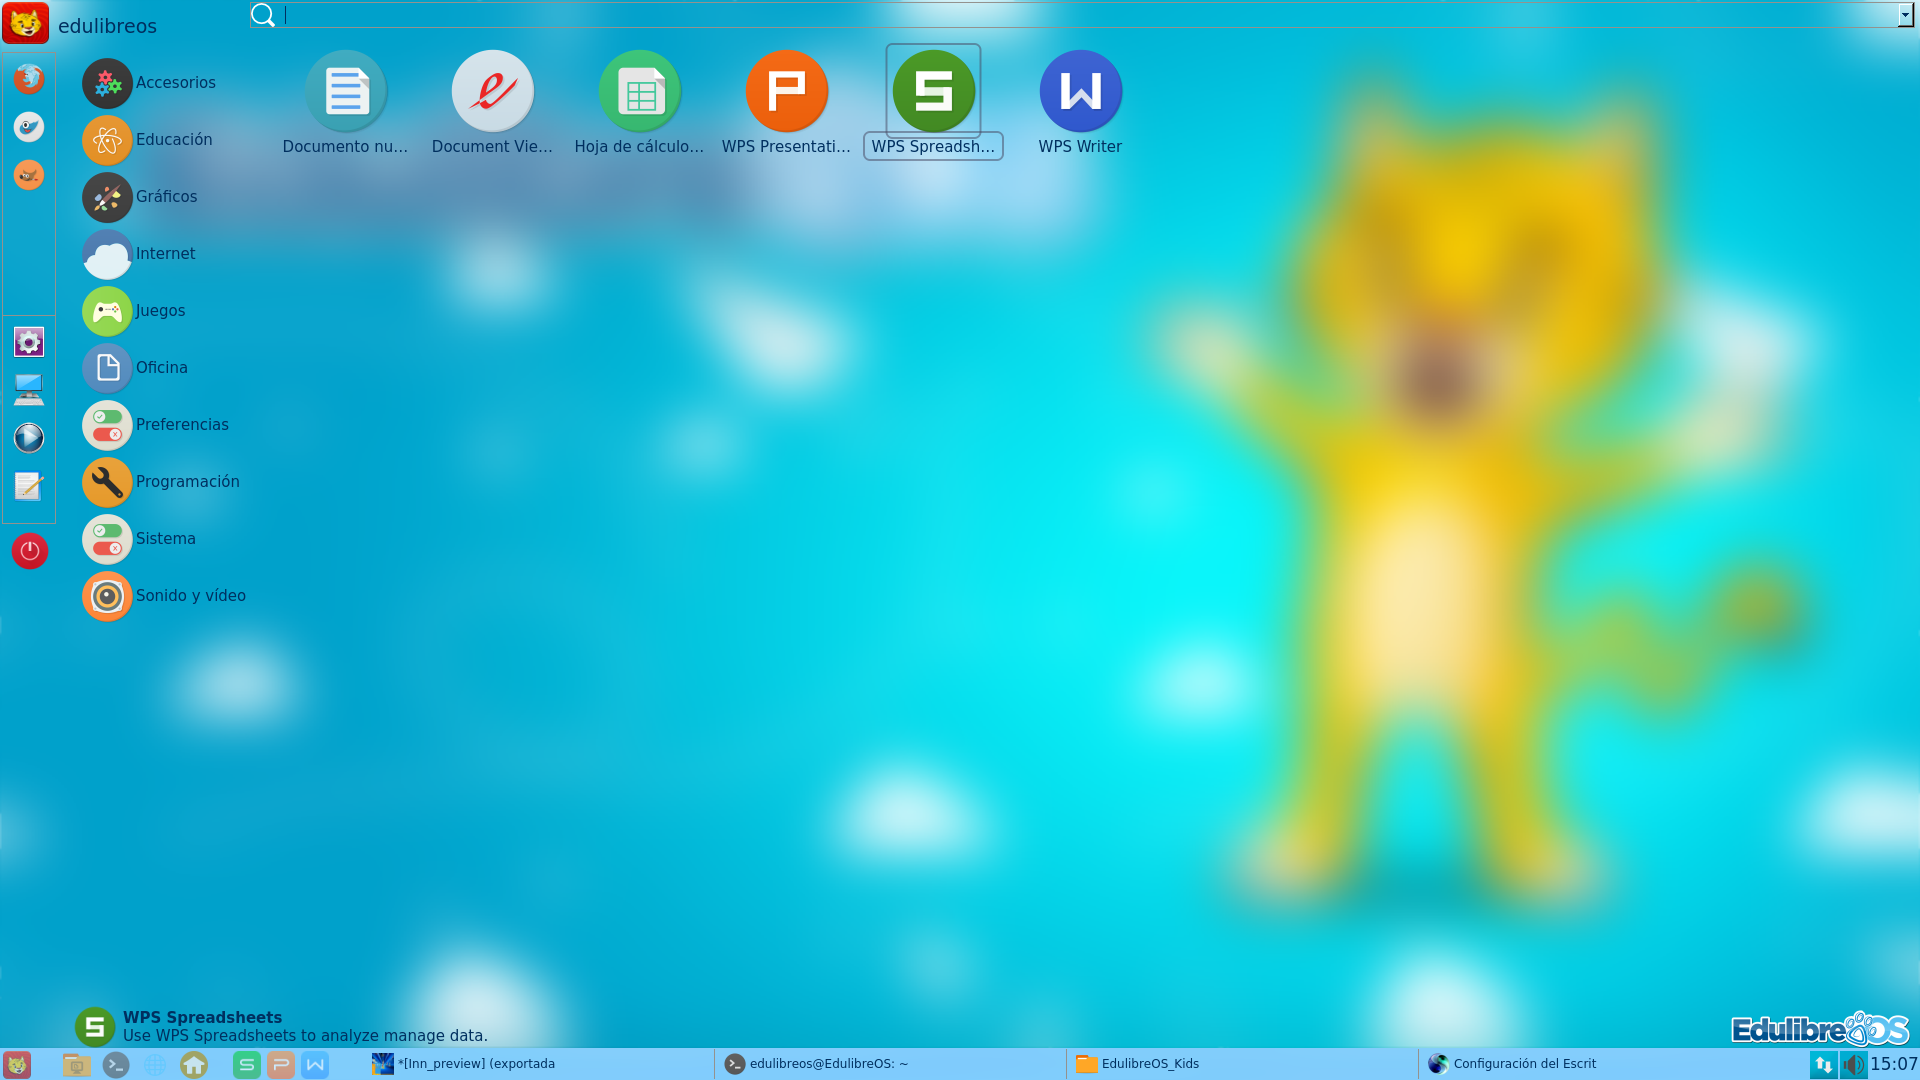 edulibreos
Accesorios
Educación
Gráficos
Internet
Juegos
Oficina
Preferencias
Programación
Sistema
Sonido y vídeo
Documento nu...
Document Vie...
Hoja de cálculo...
WPS Presentati...
WPS Spreadsh...
WPS Writer
WPS Spreadsheets
Use WPS Spreadsheets to analyze manage data.
EdulibreOS
*[Inn_preview] (exportada
edulibreos@EdulibreOS: ~
EdulibreOS_Kids
Configuración del Escrit
15:07